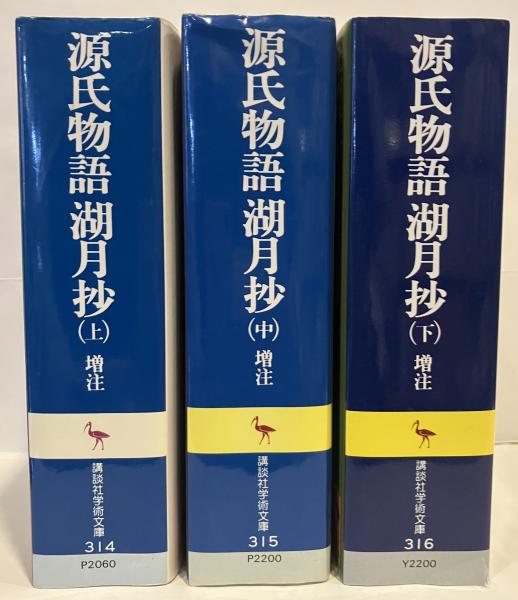 源氏物語 湖月抄(上) 増注
講談社学術文庫
314
P2060
源氏物語 湖月抄(中) 増注
講談社学術文庫
315
P2200
源氏物語 湖月抄(下) 増注
講談社学術文庫
316
Y2200